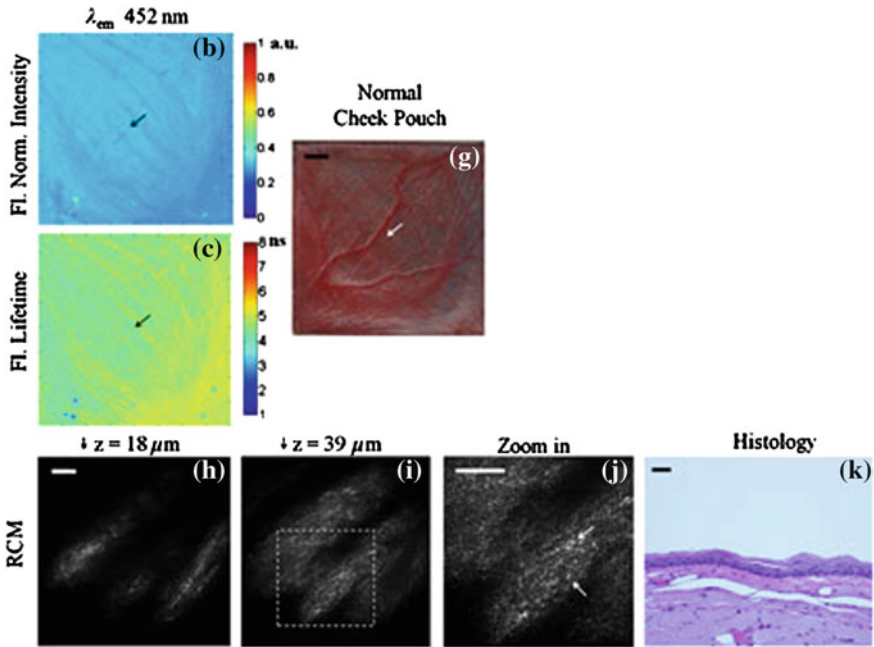 λem 452 nm
(b)
Fl. Norm. Intensity
1 a.u.
0.8
0.6
0.4
0.2
0
(c)
Fl. Lifetime
8 ns
7
6
5
4
3
2
1
Normal
Cheek Pouch
(g)
z = 18 µm
(h)
z = 39 µm
(i)
Zoom in
(j)
Histology
(k)
RCM